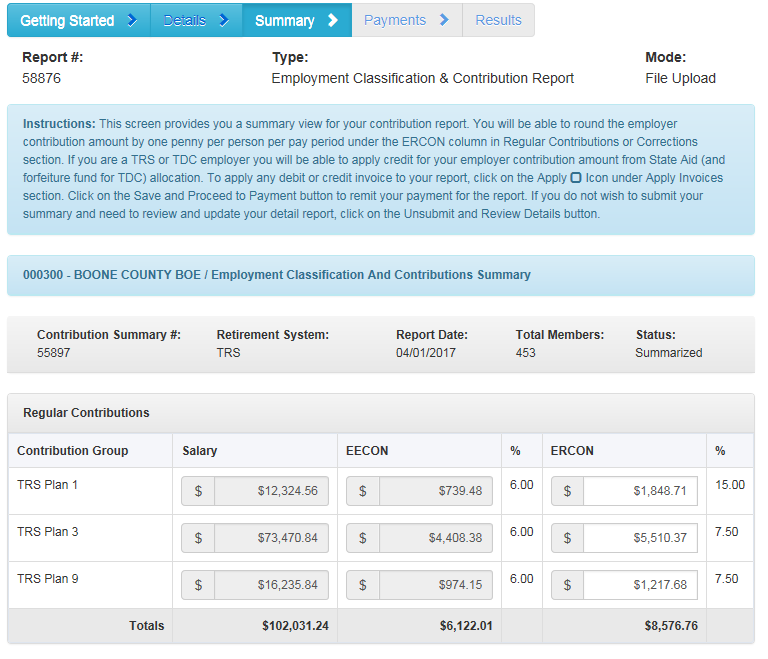 Getting Started Details Summary Payments Results
Report #: Type: Mode:
58876 Employment Classification & Contribution Report File Upload
Instructions: This screen provides you a summary view for your contribution report. You will be able to round the employer
contribution amount by one penny per person per pay period under the ERCON column in Regular Contributions or Corrections
section. If you are a TRS or TDC employer you will be able to apply credit for your employer contribution amount from State Aid (and
forfeiture fund for TDC) allocation. To apply any debit or credit invoice to your report, click on the Apply Icon under Apply Invoices
section. Click on the Save and Proceed to Payment button to remit your payment for the report. If you do not wish to submit your
summary and need to review and update your detail report, click on the Unsubmit and Review Details button.
000300 - BOONE COUNTY BOE / Employment Classification And Contributions Summary
Contribution Summary #: Retirement System: Report Date: Total Members: Status:
55897 TRS 04/01/2017 453 Summarized
Regular Contributions
Contribution Group Salary EECON % ERCON %
TRS Plan 1 $ $12,324.56 $ $739.48 6.00 $ $1,848.71 15.00
TRS Plan 3 $ $73,470.84 $ $4,408.38 6.00 $ $5,510.37 7.50
TRS Plan 9 $ $16,235.84 $ $974.15 6.00 $ $1,217.68 7.50
Totals $102,031.24 $6,122.01 $8,576.76